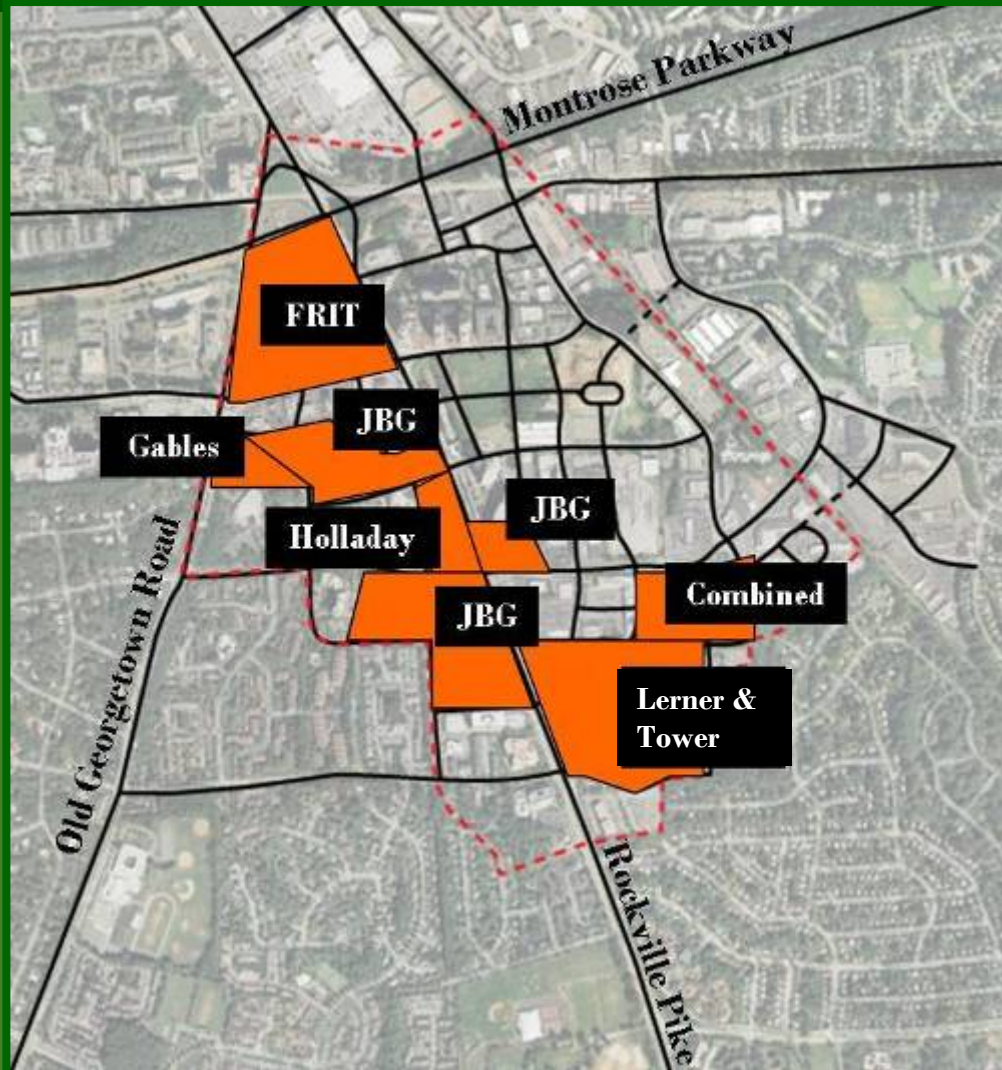 Montrose Parkway
FRIT
JBG
Gables
JBG
Holladay
Combined
JBG
Lerner &
Tower
Old Georgetown Road
Rockville Pike